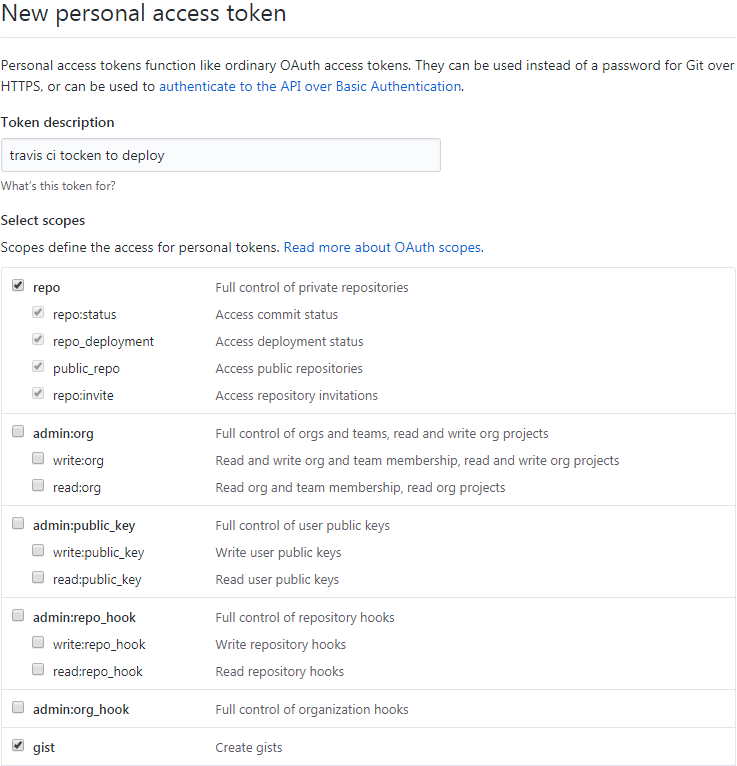 New personal access token
Personal access tokens function like ordinary OAuth access tokens. They can be used instead of a password for Git over
HTTPS, or can be used to authenticate to the API over Basic Authentication.
Token description
travis ci tocken to deploy
What's this token for?
Select scopes
Scopes define the access for personal tokens. Read more about OAuth scopes.
repo Full control of private repositories
repo:status Access commit status
repo_deployment Access deployment status
public_repo Access public repositories
repo:invite Access repository invitations
admin:org Full control of orgs and teams, read and write org projects
write:org Read and write org and team membership, read and write org projects
read:org Read org and team membership, read org projects
admin:public_key Full control of user public keys
write:public_key Write user public keys
read:public_key Read user public keys
admin:repo_hook Full control of repository hooks
write:repo_hook Write repository hooks
read:repo_hook Read repository hooks
admin:org_hook Full control of organization hooks
gist Create gists